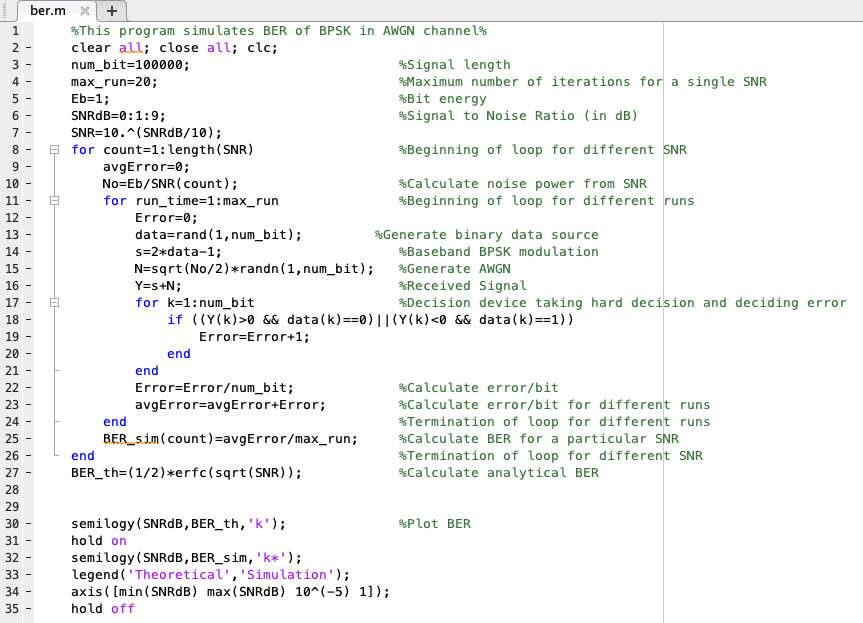 ber.m × +
1 %This program simulates BER of BPSK in AWGN channel%
2 - clear all; close all; clc;
3 - num_bit=100000; %Signal length
4 - max_run=20; %Maximum number of iterations for a single SNR
5 - Eb=1; %Bit energy
6 - SNRdB=0:1:9; %Signal to Noise Ratio (in dB)
7 - SNR=10.^(SNRdB/10);
8 - for count=1:length(SNR) %Beginning of loop for different SNR
9 - avgError=0;
10 - No=Eb/SNR(count); %Calculate noise power from SNR
11 - for run_time=1:max_run %Beginning of loop for different runs
12 - Error=0;
13 - data=rand(1,num_bit); %Generate binary data source
14 - s=2*data-1; %Baseband BPSK modulation
15 - N=sqrt(No/2)*randn(1,num_bit); %Generate AWGN
16 - Y=s+N; %Received Signal
17 - for k=1:num_bit %Decision device taking hard decision and deciding error
18 - if ((Y(k)>0 && data(k)==0)||(Y(k)<0 && data(k)==1))
19 - Error=Error+1;
20 - end
21 - end
22 - Error=Error/num_bit; %Calculate error/bit
23 - avgError=avgError+Error; %Calculate error/bit for different runs
24 - end %Termination of loop for different runs
25 - BER_sim(count)=avgError/max_run; %Calculate BER for a particular SNR
26 - end %Termination of loop for different SNR
27 - BER_th=(1/2)*erfc(sqrt(SNR)); %Calculate analytical BER
28
29
30 - semilogy(SNRdB,BER_th,'k'); %Plot BER
31 - hold on
32 - semilogy(SNRdB,BER_sim,'k*');
33 - legend('Theoretical','Simulation');
34 - axis([min(SNRdB) max(SNRdB) 10^(-5) 1]);
35 - hold off